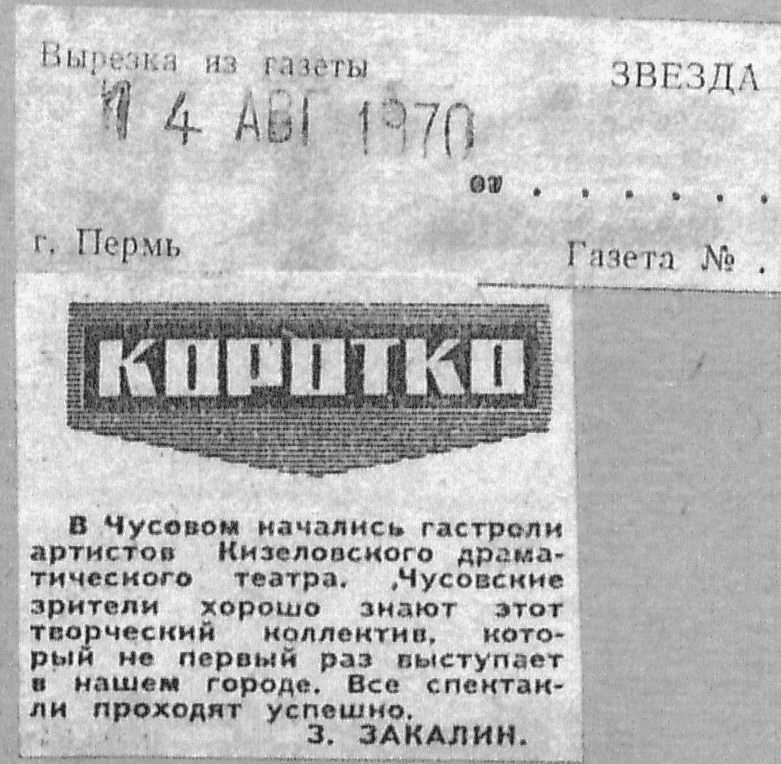 Вырезка из газеты
ЗВЕЗДА
14 АВГ 1970
от . . . . . .
г. Пермь
Газета № .
КОРОТКО
В Чусовом начались гастроли
артистов Кизеловского драма-
тического театра. Чусовские
зрители хорошо знают этот
творческий коллектив, кото-
рый не первый раз выступает
в нашем городе. Все спектак-
ли проходят успешно.
З. ЗАКАЛИН.